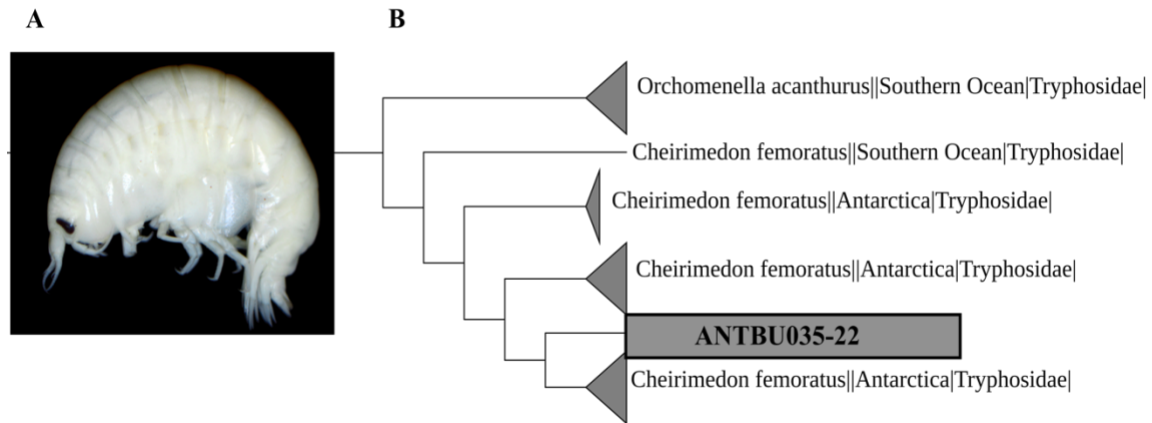 A
B
Orchomenella acanthurus||Southern Ocean|Tryphosidae|
Cheirimedon femoratus||Southern Ocean|Tryphosidae|
Cheirimedon femoratus||Antarctica|Tryphosidae|
Cheirimedon femoratus||Antarctica|Tryphosidae|
ANTBU035-22
Cheirimedon femoratus||Antarctica|Tryphosidae|